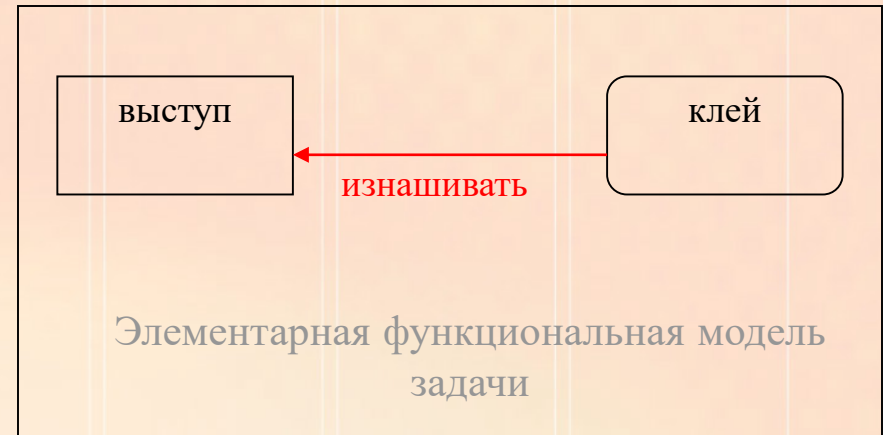 выступ
клей
изнашивать
Элементарная функциональная модель
задачи